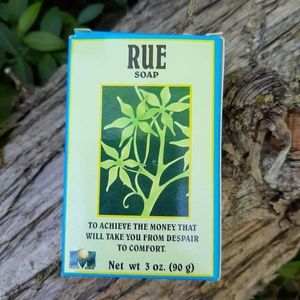 RUE
SOAP
TO ACHIEVE THE MONEY THAT
WILL TAKE YOU FROM DESPAIR
TO COMFORT.
Net wt 3 oz. (90 g)